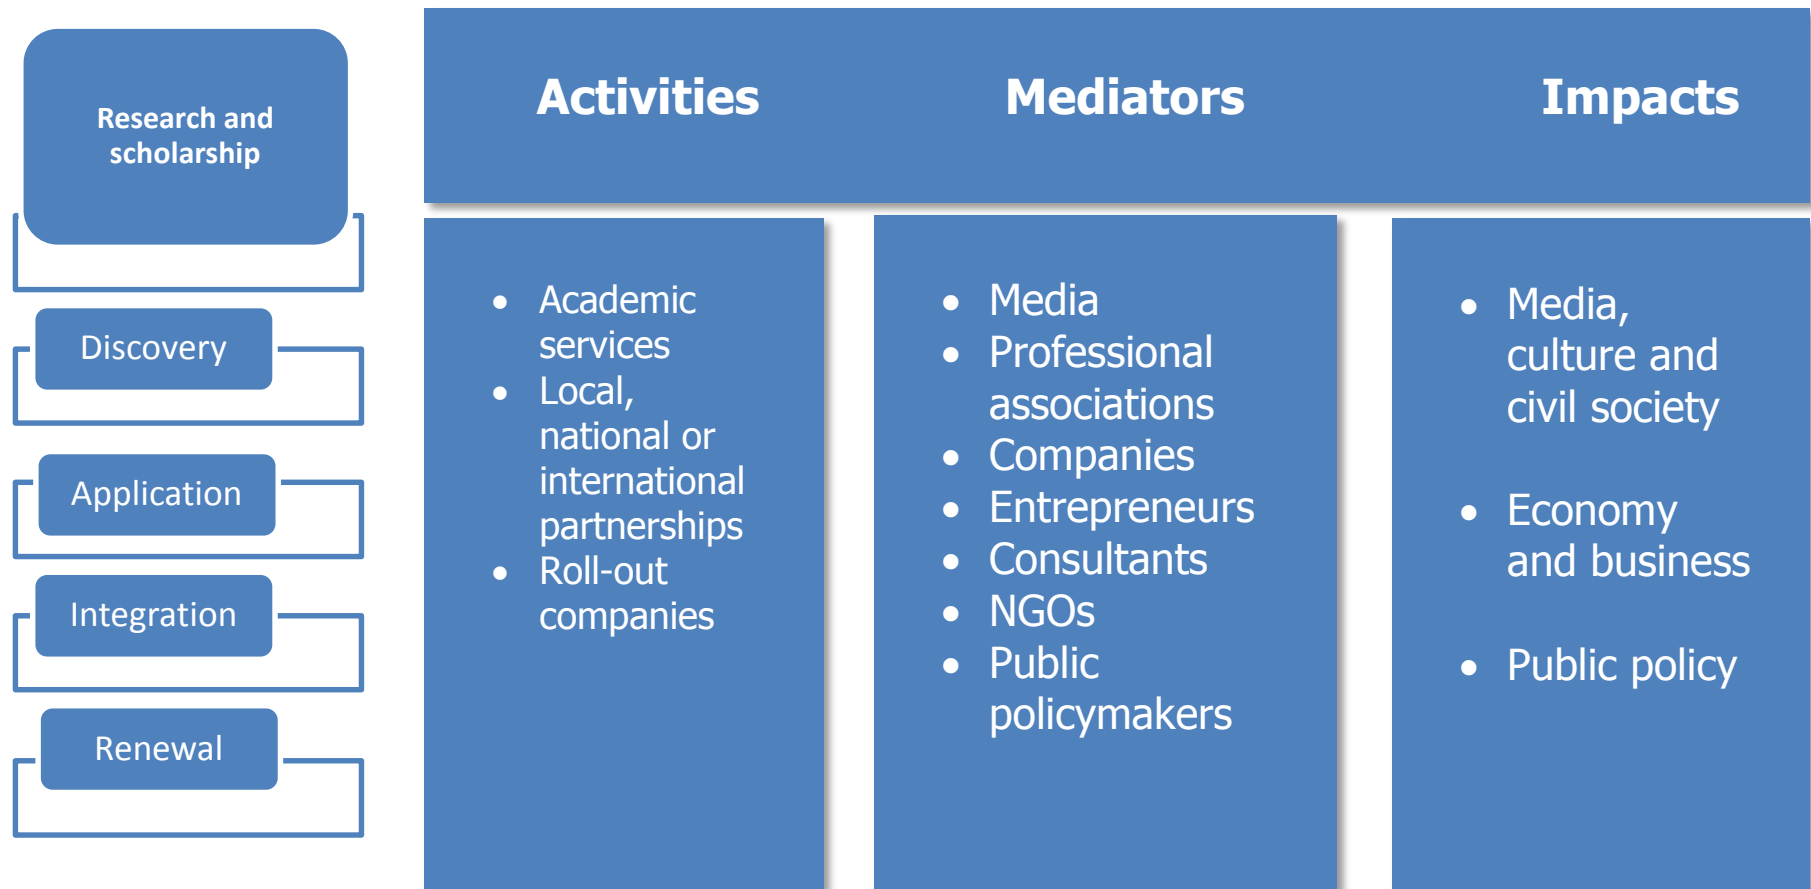 Research and
scholarship
Discovery
Application
Integration
Renewal
Activities
Mediators
Impacts
• Academic
services
• Local,
national or
international
partnerships
• Roll-out
companies
• Media
• Professional
associations
• Companies
• Entrepreneurs
• Consultants
• NGOs
• Public
policymakers
• Media,
culture and
civil society
• Economy
and business
• Public policy